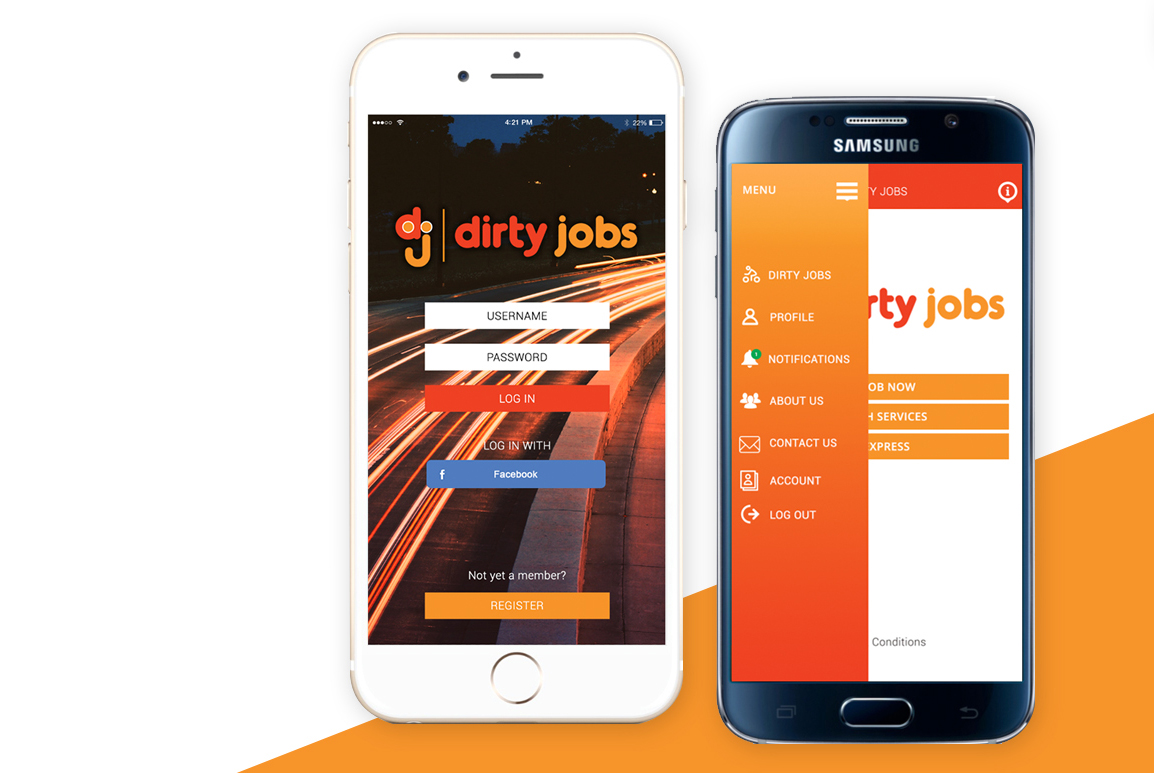 4:21 PM
22%
dj
dirty jobs
USERNAME
PASSWORD
LOG IN
LOG IN WITH
f
Facebook
Not yet a member?
REGISTER
SAMSUNG
MENU
Y JOBS
i
DIRTY JOBS
PROFILE
1
NOTIFICATIONS
ABOUT US
CONTACT US
ACCOUNT
LOG OUT
rty jobs
OB NOW
H SERVICES
XPRESS
Conditions